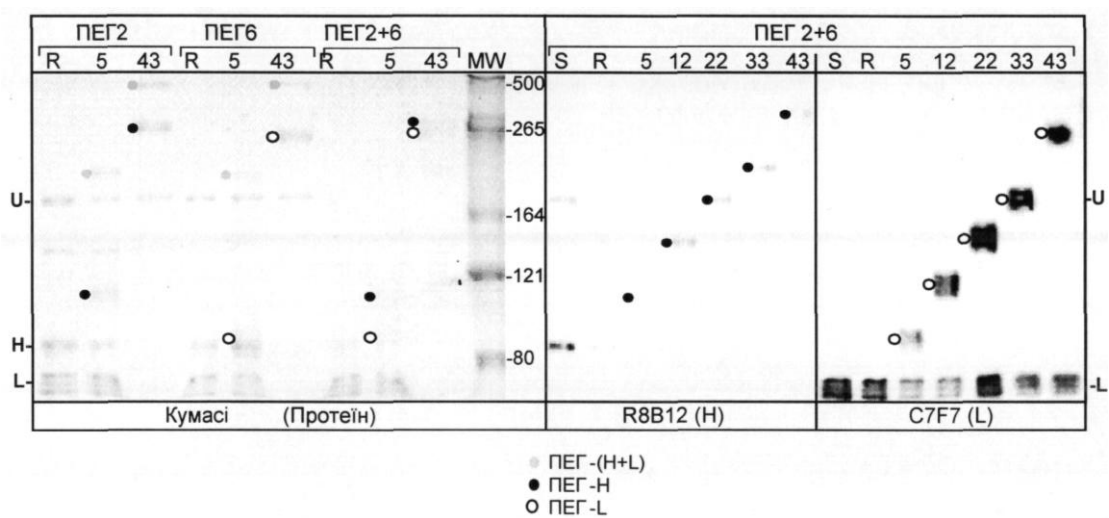 ПЕГ2 ПЕГ6 ПЕГ2+6 ПЕГ 2+6
R 5 43 R 5 43 R 5 43 MW S R 5 12 22 33 43 S R 5 12 22 33 43
-500
-265
U- -U
-164
-121
H-
-80
L- -L
Кумасі (Протеїн) R8B12 (H) C7F7 (L)
ПЕГ-(H+L)
ПЕГ-H
ПЕГ-L